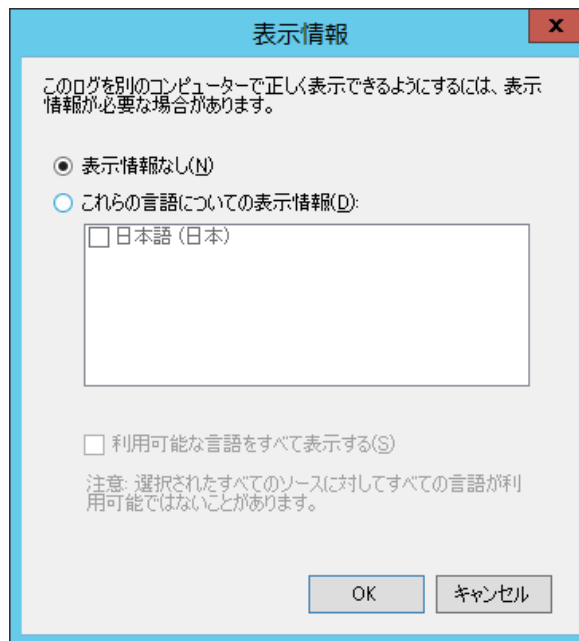 表示情報
x
このログを別のコンピューターで正しく表示できるようにするには、表示
情報が必要な場合があります。
表示情報なし(N)
これらの言語についての表示情報(D):
日本語 (日本)
利用可能な言語をすべて表示する(S)
注意: 選択されたすべてのソースに対してすべての言語が利
用可能ではないことがあります。
OK
キャンセル